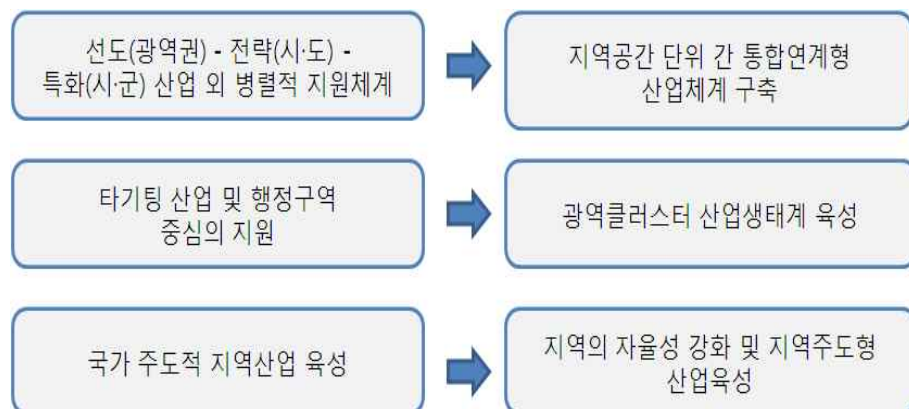 선도(광역권) - 전략(시·도) -
특화(시·군) 산업 외 병렬적 지원체계
지역공간 단위 간 통합연계형
산업체계 구축
타기팅 산업 및 행정구역
중심의 지원
광역클러스터 산업생태계 육성
국가 주도적 지역산업 육성
지역의 자율성 강화 및 지역주도형
산업육성